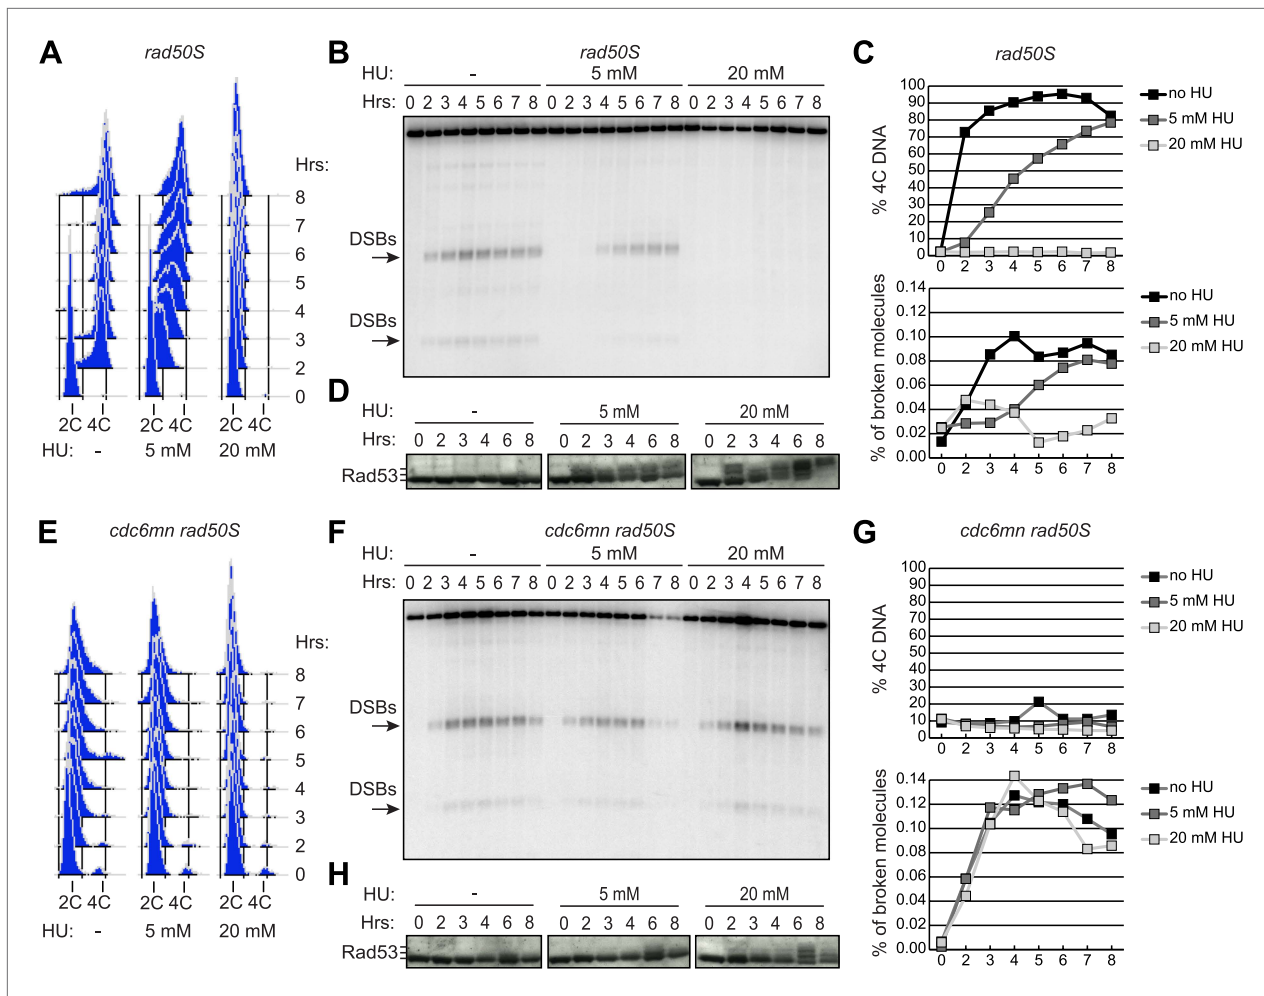 A
rad50S
Hrs:
8
7
6
5
4
3
2
0
2C 4C 2C 4C 2C 4C
HU: - 5 mM 20 mM
B
rad50S
HU: - 5 mM 20 mM
Hrs: 0 2 3 4 5 6 7 8 0 2 3 4 5 6 7 8 0 2 3 4 5 6 7 8
DSBs
DSBs
C
rad50S
% 4C DNA
100
90
80
70
60
50
40
30
20
10
0
0 2 3 4 5 6 7 8
no HU
5 mM HU
20 mM HU
% of broken molecules
0.14
0.12
0.10
0.08
0.06
0.04
0.02
0.00
0 2 3 4 5 6 7 8
no HU
5 mM HU
20 mM HU
D
HU: - 5 mM 20 mM
Hrs: 0 2 3 4 6 8 0 2 3 4 6 8 0 2 3 4 6 8
Rad53
E
cdc6mn rad50S
Hrs:
8
7
6
5
4
3
2
0
2C 4C 2C 4C 2C 4C
HU: - 5 mM 20 mM
F
cdc6mn rad50S
HU: - 5 mM 20 mM
Hrs: 0 2 3 4 5 6 7 8 0 2 3 4 5 6 7 8 0 2 3 4 5 6 7 8
DSBs
DSBs
G
cdc6mn rad50S
% 4C DNA
100
90
80
70
60
50
40
30
20
10
0
0 2 3 4 5 6 7 8
no HU
5 mM HU
20 mM HU
% of broken molecules
0.14
0.12
0.10
0.08
0.06
0.04
0.02
0.00
0 2 3 4 5 6 7 8
no HU
5 mM HU
20 mM HU
H
HU: - 5 mM 20 mM
Hrs: 0 2 3 4 6 8 0 2 3 4 6 8 0 2 3 4 6 8
Rad53